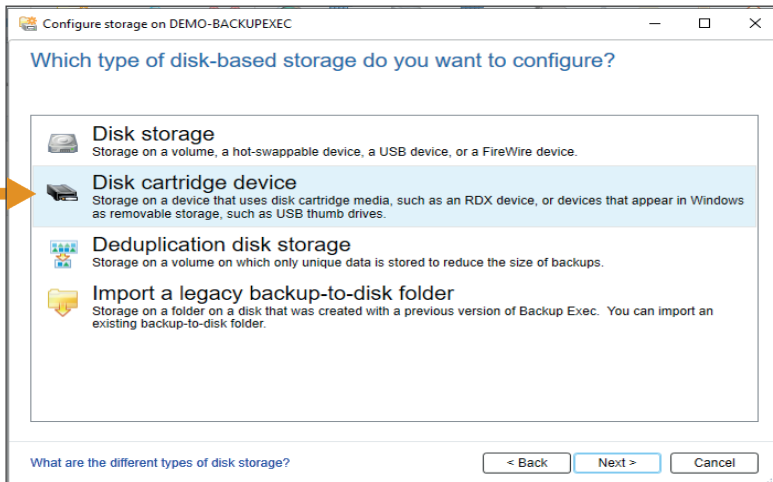 Configure storage on DEMO-BACKUPEXEC
Which type of disk-based storage do you want to configure?
Disk storage
Storage on a volume, a hot-swappable device, a USB device, or a FireWire device.
Disk cartridge device
Storage on a device that uses disk cartridge media, such as an RDX device, or devices that appear in Windows
as removable storage, such as USB thumb drives.
Deduplication disk storage
Storage on a volume on which only unique data is stored to reduce the size of backups.
Import a legacy backup-to-disk folder
Storage on a folder on a disk that was created with a previous version of Backup Exec.  You can import an
existing backup-to-disk folder.
What are the different types of disk storage?
< Back
Next >
Cancel